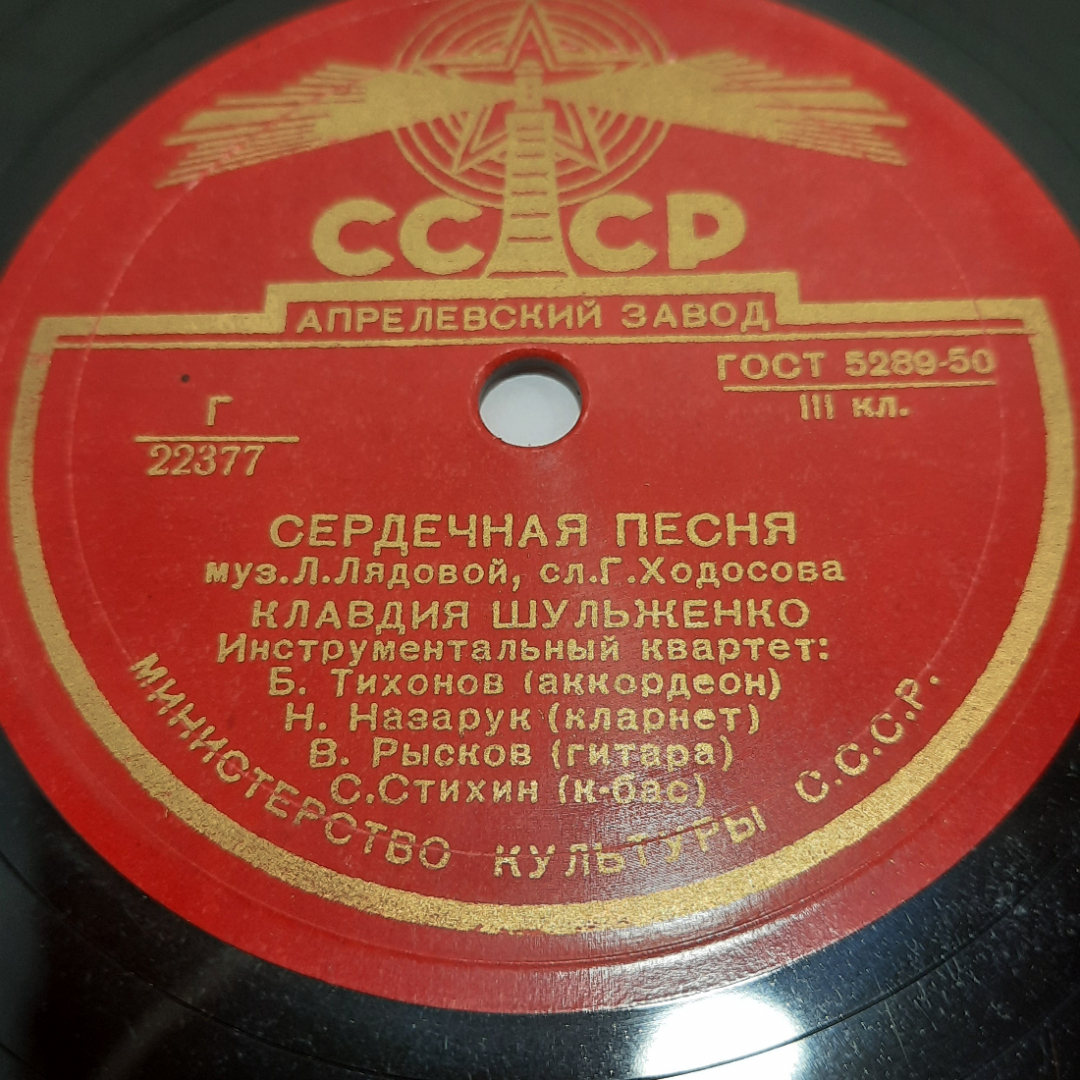 СССР
АПРЕЛЕВСКИЙ ЗАВОД
ГОСТ 5289-50
III кл.
Г
22377
СЕРДЕЧНАЯ ПЕСНЯ
муз.Л.Лядовой, сл.Г.Ходосова
КЛАВДИЯ ШУЛЬЖЕНКО
Инструментальный квартет:
Б. Тихонов (аккордеон)
Н. Назарук (кларнет)
В. Рысков (гитара)
С.Стихин (к-бас)
МИНИСТЕРСТВО КУЛЬТУРЫ С.С.С.Р.